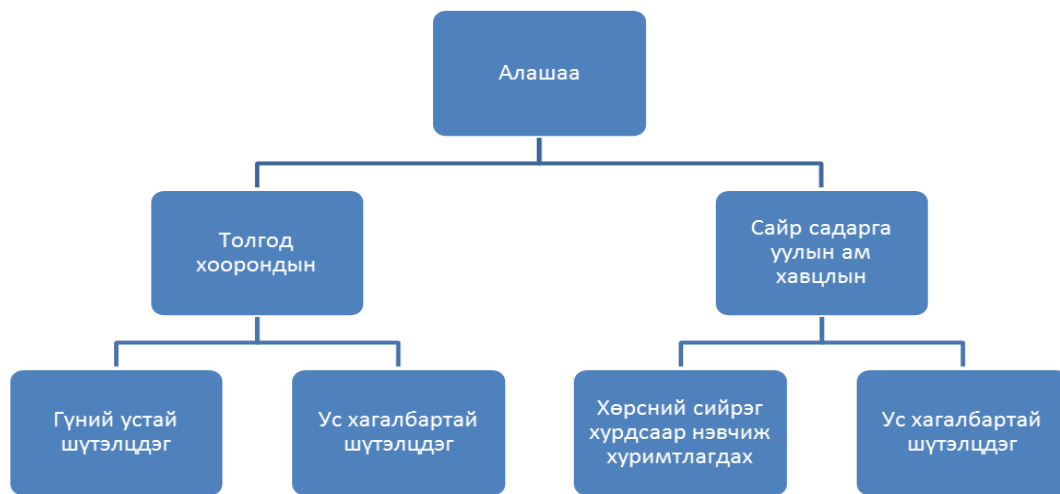 Алашаа
Толгод
хоорондын
Сайр садарга
уулын ам
хавцлын
Гүний устай
шүтэлцдэг
Ус хагалбартай
шүтэлцдэг
Хөрсний сийрэг
хурдсаар нэвчиж
хуримтлагдах
Ус хагалбартай
шүтэлцдэг